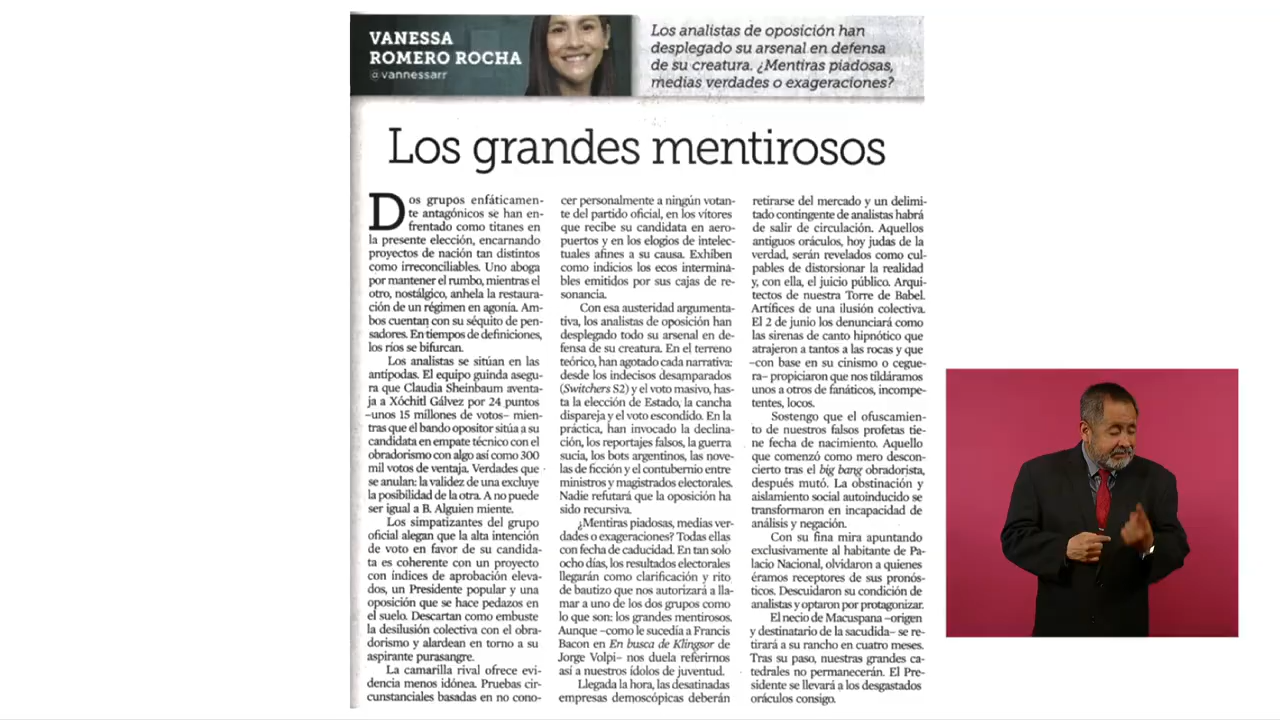 VANESSA
ROMERO ROCHA
@vannessarr
Los analistas de oposición han
desplegado su arsenal en defensa
de su creatura. ¿Mentiras piadosas,
medias verdades o exageraciones?
Los grandes mentirosos
Dos grupos enfáticamen-
te antagónicos se han en-
frentado como titanes en
la presente elección, encarnando
proyectos de nación tan distintos
como irreconciliables. Uno aboga
por mantener el rumbo, mientras el
otro, nostálgico, anhela la restaura-
ción de un régimen en agonía. Am-
bos cuentan con su séquito de pen-
sadores. En tiempos de definiciones,
los ríos se bifurcan.
Los analistas se sitúan en las
antípodas. El equipo guinda asegu-
ra que Claudia Sheinbaum aventa-
ja a Xóchitl Gálvez por 24 puntos
–unos 15 millones de votos– mien-
tras que el bando opositor sitúa a su
candidata en empate técnico con el
obradorismo con algo así como 300
mil votos de ventaja. Verdades que
se anulan: la validez de una excluye
la posibilidad de la otra. A no puede
ser igual a B. Alguien miente.
Los simpatizantes del grupo
oficial alegan que la alta intención
de voto en favor de su candida-
ta es coherente con un proyecto
con índices de aprobación eleva-
dos, un Presidente popular y una
oposición que se hace pedazos en
el suelo. Descartan como embuste
la desilusión colectiva con el obra-
dorismo y alardean en torno a su
aspirante purasangre.
La camarilla rival ofrece evi-
dencia menos idónea. Pruebas cir-
cunstanciales basadas en no cono-
cer personalmente a ningún votan-
te del partido oficial, en los vítores
que recibe su candidata en aero-
puertos y en los elogios de intelec-
tuales afines a su causa. Exhiben
como indicios los ecos intermina-
bles emitidos por sus cajas de re-
sonancia.
Con esa austeridad argumenta-
tiva, los analistas de oposición han
desplegado todo su arsenal en de-
fensa de su creatura. En el terreno
teórico, han agotado cada narrativa:
desde los indecisos desamparados
(Switchers S2) y el voto masivo, has-
ta la elección de Estado, la cancha
dispareja y el voto escondido. En la
práctica, han invocado la declina-
ción, los reportajes falsos, la guerra
sucia, los bots argentinos, las nove-
las de ficción y el contubernio entre
ministros y magistrados electorales.
Nadie refutará que la oposición ha
sido recursiva.
¿Mentiras piadosas, medias ver-
dades o exageraciones? Todas ellas
con fecha de caducidad. En tan solo
ocho días, los resultados electorales
llegarán como clarificación y rito
de bautizo que nos autorizará a lla-
mar a uno de los dos grupos como
lo que son: los grandes mentirosos.
Aunque –como le sucedía a Francis
Bacon en En busca de Klingsor de
Jorge Volpi– nos duela referirnos
así a nuestros ídolos de juventud.
Llegada la hora, las desatinadas
empresas demoscópicas deberán
retirarse del mercado y un delimi-
tado contingente de analistas habrá
de salir de circulación. Aquellos
antiguos oráculos, hoy judas de la
verdad, serán revelados como cul-
pables de distorsionar la realidad
y, con ella, el juicio público. Arqui-
tectos de nuestra Torre de Babel.
Artífices de una ilusión colectiva.
El 2 de junio los denunciará como
las sirenas de canto hipnótico que
atrajeron a tantos a las rocas y que
–con base en su cinismo o cegue-
ra– propiciaron que nos tildáramos
unos a otros de fanáticos, incompe-
tentes, locos.
Sostengo que el ofuscamien-
to de nuestros falsos profetas tie-
ne fecha de nacimiento. Aquello
que comenzó como mero descon-
cierto tras el big bang obradorista,
después mutó. La obstinación y
aislamiento social autoinducido se
transformaron en incapacidad de
análisis y negación.
Con su fina mira apuntando
exclusivamente al habitante de Pa-
lacio Nacional, olvidaron a quienes
éramos receptores de sus pronós-
ticos. Descuidaron su condición de
analistas y optaron por protagonizar.
El necio de Macuspana –origen
y destinatario de la sacudida– se re-
tirará a su rancho en cuatro meses.
Tras su paso, nuestras grandes ca-
tedrales no permanecerán. El Pre-
sidente se llevará a los desgastados
oráculos consigo.